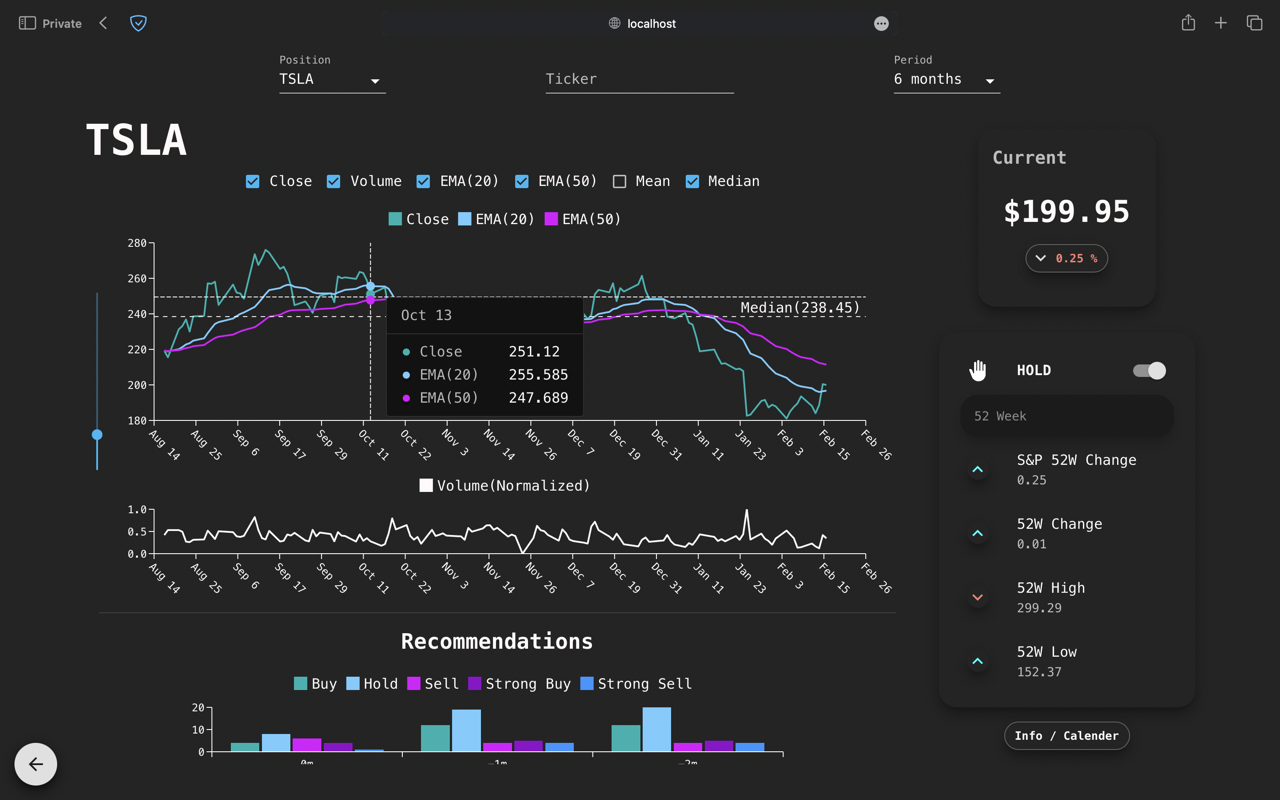 Private
localhost
Position
TSLA
Ticker
Period
6 months
TSLA
Close Volume EMA(20) EMA(50) Mean Median
Close EMA(20) EMA(50)
280
260
240
220
200
180
Median(238.45)
Oct 13
Close 251.12
EMA(20) 255.585
EMA(50) 247.689
Aug 14 Aug 25 Sep 6 Sep 17 Sep 29 Oct 11 Oct 22 Nov 3 Nov 14 Nov 26 Dec 7 Dec 19 Dec 31 Jan 11 Jan 23 Feb 3 Feb 15 Feb 26
Volume(Normalized)
1.0
0.5
0.0
Aug 14 Aug 25 Sep 6 Sep 17 Sep 29 Oct 11 Oct 22 Nov 3 Nov 14 Nov 26 Dec 7 Dec 19 Dec 31 Jan 11 Jan 23 Feb 3 Feb 15 Feb 26
Recommendations
Buy Hold Sell Strong Buy Strong Sell
20
10
0
0m -1m -2m
Current
$199.95
0.25 %
HOLD
52 Week
S&P 52W Change
0.25
52W Change
0.01
52W High
299.29
52W Low
152.37
Info / Calender